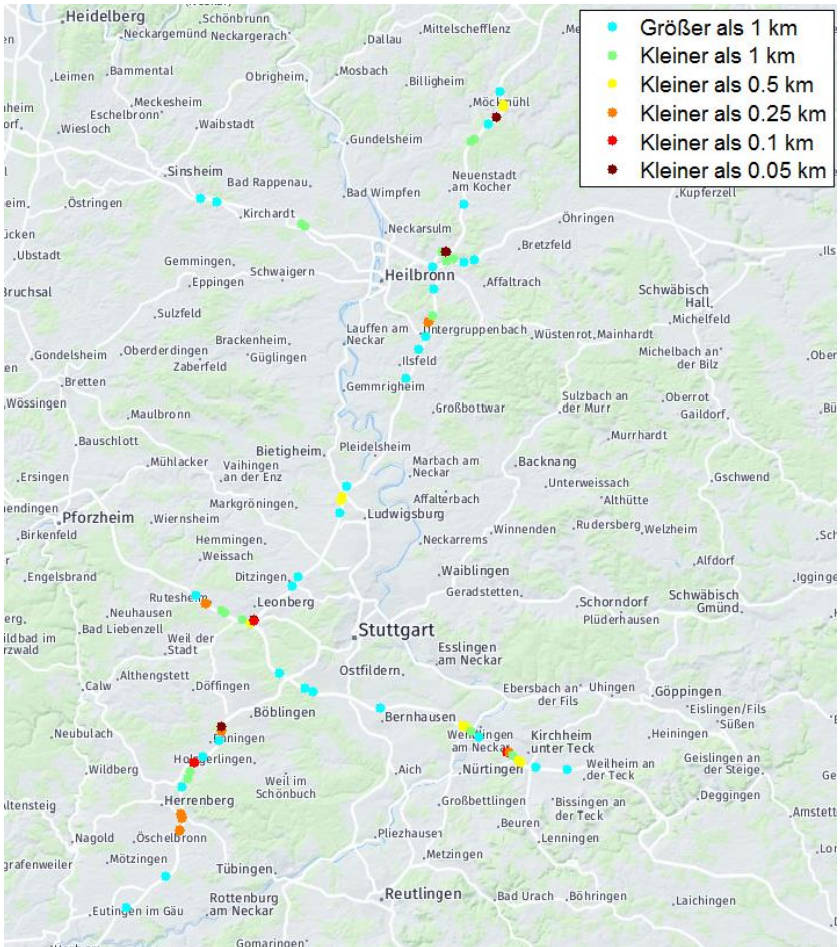 Heidelberg
Schönbrunn
Neckargemünd
Neckargerach
Dallau
Mittelschefflenz
Leimen
Bammental
Mosbach
Billigheim
Obrigheim
Meckesheim
Eschelbronn
Wiesloch
Waibstadt
Möckmühl
Gundelsheim
Sinsheim
Bad Rappenau
Bad Wimpfen
Neuenstadt
am Kocher
Kupferzell
Östringen
Kirchardt
Neckarsulm
Öhringen
Bretzfeld
Ubstadt
Gemmingen
Schwaigern
Heilbronn
Affaltrach
Eppingen
Bruchsal
Schwäbisch
Hall
Sulzfeld
Michelfeld
Lauffen am
Neckar
Untergruppenbach
Wüstenrot
Mainhardt
Brackenheim
Gondelsheim
Oberderdingen
Güglingen
Zaberfeld
Ilsfeld
Michelbach an
der Bilz
Bretten
Gemmrigheim
Wössingen
Großbottwar
Sulzbach an
der Murr
Oberrot
Gaildorf
Maulbronn
Bauschlott
Bietigheim
Pleidelsheim
Murrhardt
Mühlacker
Vaihingen
an der Enz
Marbach am
Neckar
Backnang
Ersingen
Unterweissach
Gschwend
Markgröningen
Affalterbach
Althütte
Pforzheim
Wiernsheim
Ludwigsburg
Birkenfeld
Hemmingen
Neckarrems
Winnenden
Rudersberg
Welzheim
Weissach
Alfdorf
Engelsbrand
Ditzingen
Waiblingen
Rutesheim
Geradstetten
Neuhausen
Leonberg
Schorndorf
Schwäbisch
Gmünd
Plüderhausen
Bad Liebenzell
Weil der
Stadt
Stuttgart
Esslingen
am Neckar
Althengstett
Ostfildern
Calw
Döffingen
Ebersbach an
der Fils
Uhingen
Göppingen
Böblingen
Bernhausen
Eislingen/Fils
Süßen
Neubulach
Ehningen
Wendlingen
am Neckar
Kirchheim
unter Teck
Heiningen
Holzgerlingen
Wildberg
Aich
Nürtingen
Weilheim an
der Teck
Geislingen an
der Steige
Weil im
Schönbuch
Herrenberg
Großbettlingen
Bissingen an
der Teck
Deggingen
Altensteig
Beuren
Nagold
Öschelbronn
Pliezhausen
Lenningen
Mötzingen
Metzingen
Tübingen
Rottenburg
am Neckar
Reutlingen
Bad Urach
Böhringen
Laichingen
Eutingen im Gäu
Gomaringen
Größer als 1 km
Kleiner als 1 km
Kleiner als 0.5 km
Kleiner als 0.25 km
Kleiner als 0.1 km
Kleiner als 0.05 km